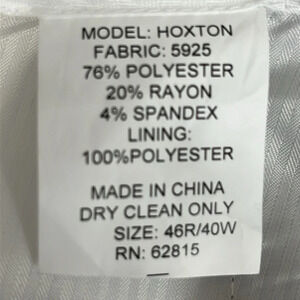 MODEL: HOXTON
FABRIC: 5925
76% POLYESTER
20% RAYON
4% SPANDEX
LINING:
100%POLYESTER
MADE IN CHINA
DRY CLEAN ONLY
SIZE: 46R/40W
RN: 62815